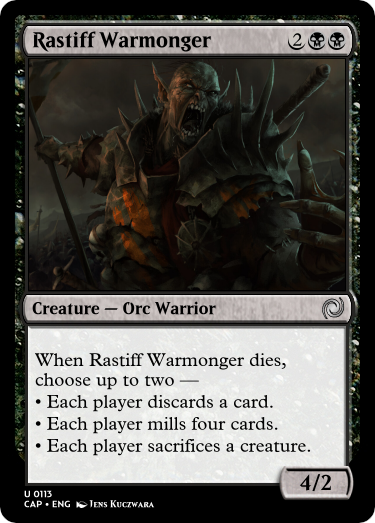 Rastiff Warmonger 2
Creature — Orc Warrior
When Rastiff Warmonger dies,
choose up to two —
• Each player discards a card.
• Each player mills four cards.
• Each player sacrifices a creature.
4/2
U 0113
CAP • ENG Jens Kuczwara